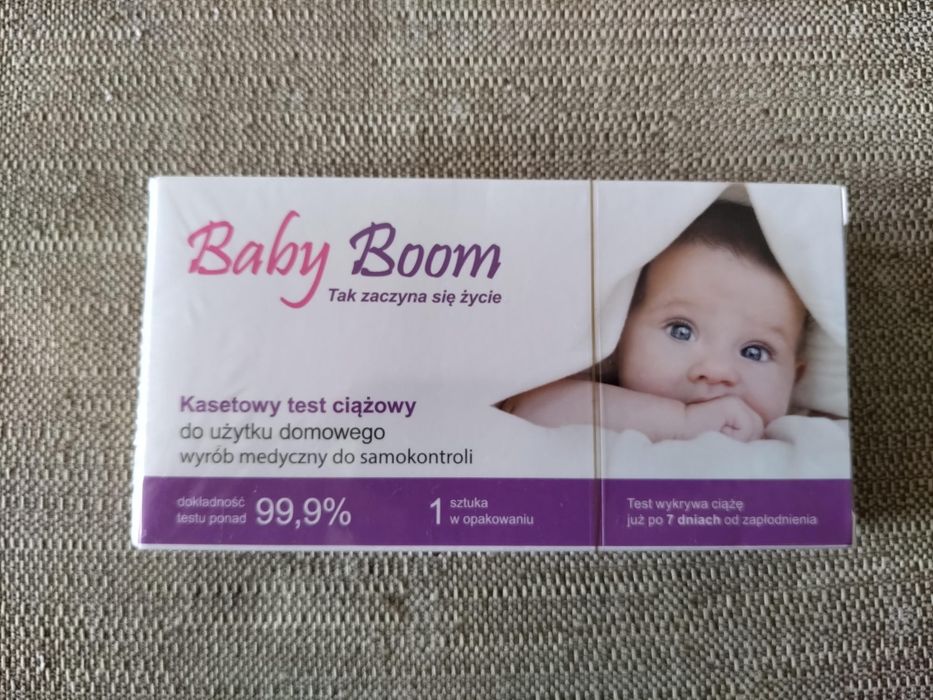 Baby Boom
Tak zaczyna się życie
Kasetowy test ciążowy
do użytku domowego
wyrób medyczny do samokontroli
dokładność
testu ponad 99,9%
1 sztuka
w opakowaniu
Test wykrywa ciążę
już po 7 dniach od zapłodnienia